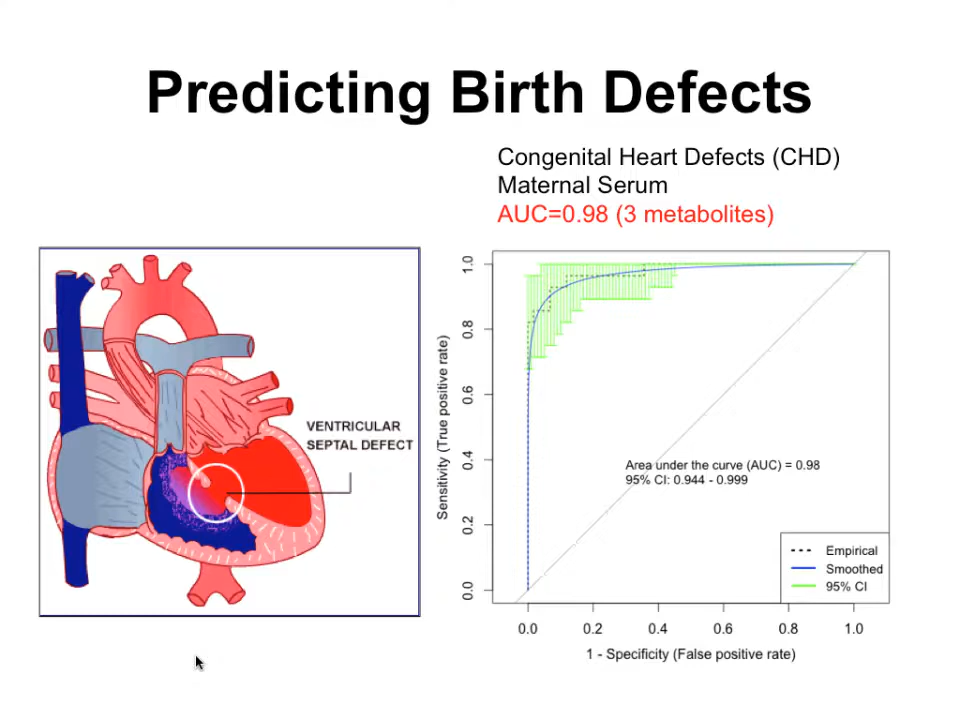 Predicting Birth Defects
Congenital Heart Defects (CHD)
Maternal Serum
AUC=0.98 (3 metabolites)
VENTRICULAR
SEPTAL DEFECT
Sensitivity (True positive rate)
1.0
0.8
0.6
0.4
0.2
0.0
Area under the curve (AUC) = 0.98
95% CI: 0.944 - 0.999
Empirical
Smoothed
95% CI
0.0 0.2 0.4 0.6 0.8 1.0
1 - Specificity (False positive rate)